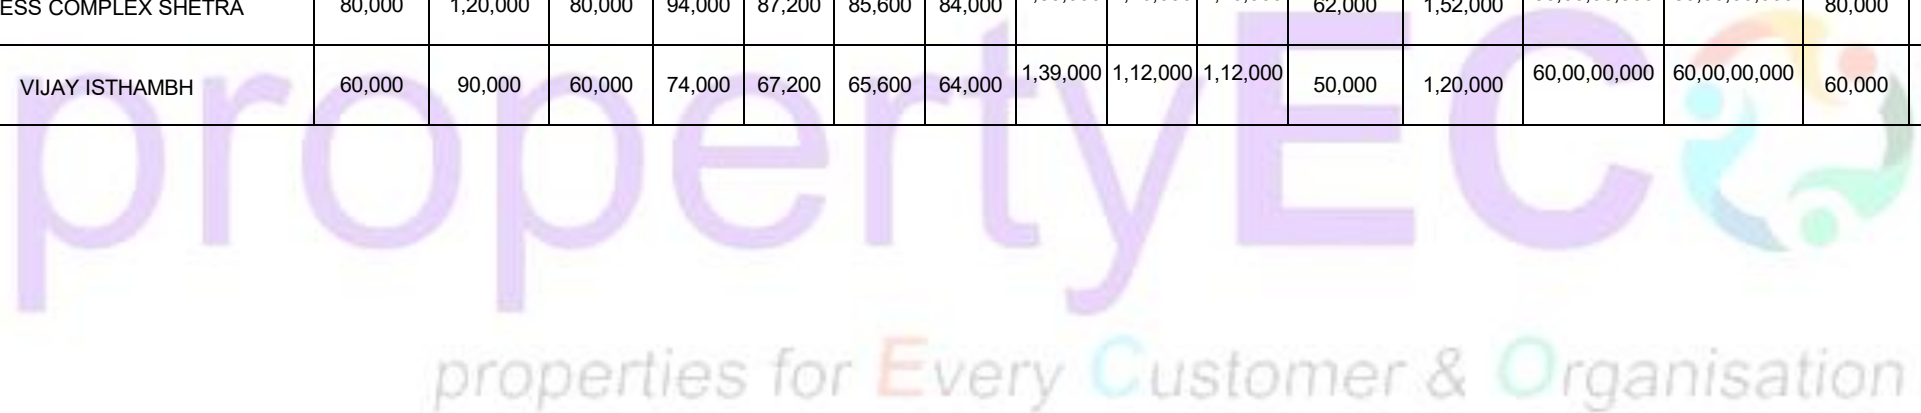 ESS COMPLEX SHETRA 80,000 1,20,000 80,000 94,000 87,200 85,600 84,000 62,000 1,52,000 80,000
VIJAY ISTHAMBH 60,000 90,000 60,000 74,000 67,200 65,600 64,000 1,39,000 1,12,000 1,12,000 50,000 1,20,000 60,00,00,000 60,00,00,000 60,000
propertyEC
properties for Every Customer & Organisation